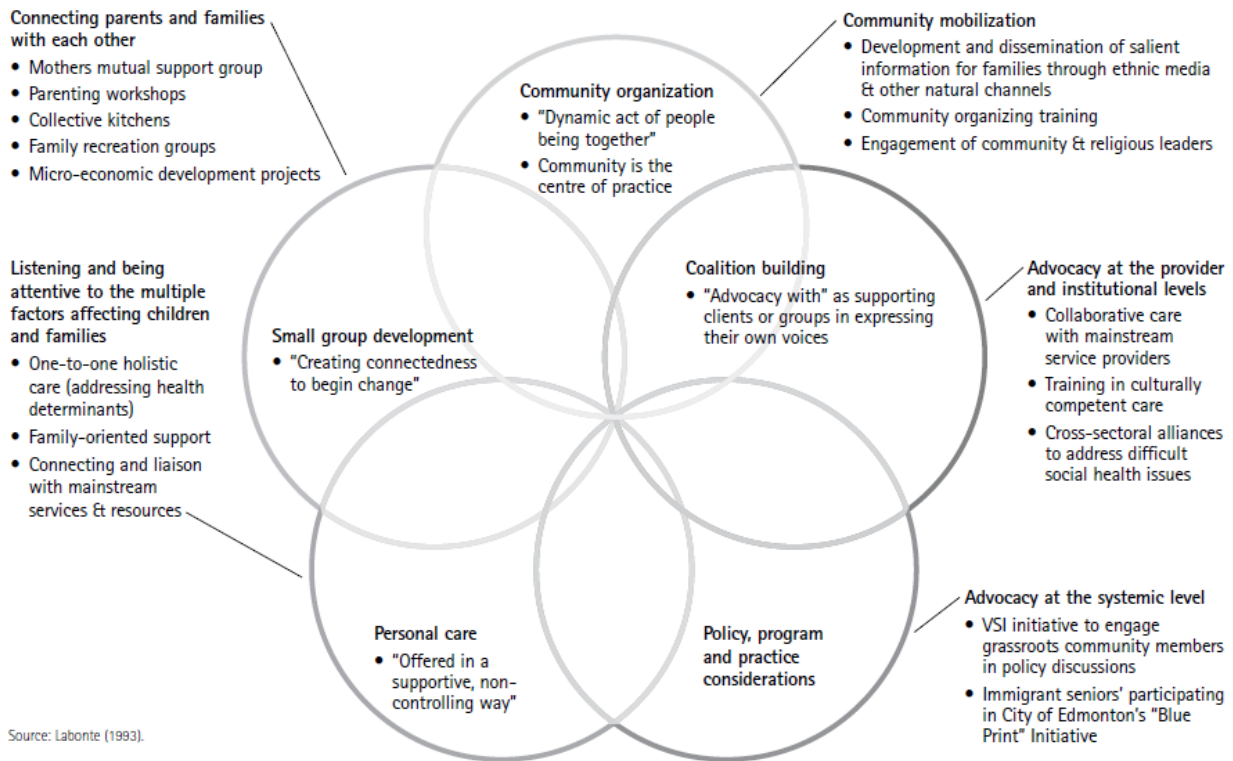 Connecting parents and families
with each other
• Mothers mutual support group
• Parenting workshops
• Collective kitchens
• Family recreation groups
• Micro-economic development projects
Community organization
• "Dynamic act of people
being together"
• Community is the
centre of practice
Community mobilization
• Development and dissemination of salient
information for families through ethnic media
& other natural channels
• Community organizing training
• Engagement of community & religious leaders
Listening and being
attentive to the multiple
factors affecting children
and families
• One-to-one holistic
care (addressing health
determinants)
• Family-oriented support
• Connecting and liaison
with mainstream
services & resources
Small group development
• "Creating connectedness
to begin change"
Coalition building
• "Advocacy with" as supporting
clients or groups in expressing
their own voices
Advocacy at the provider
and institutional levels
• Collaborative care
with mainstream
service providers
• Training in culturally
competent care
• Cross-sectoral alliances
to address difficult
social health issues
Personal care
• "Offered in a
supportive, non-
controlling way"
Policy, program
and practice
considerations
Advocacy at the systemic level
• VSI initiative to engage
grassroots community members
in policy discussions
• Immigrant seniors' participating
in City of Edmonton's "Blue
Print" Initiative
Source: Labonte (1993).